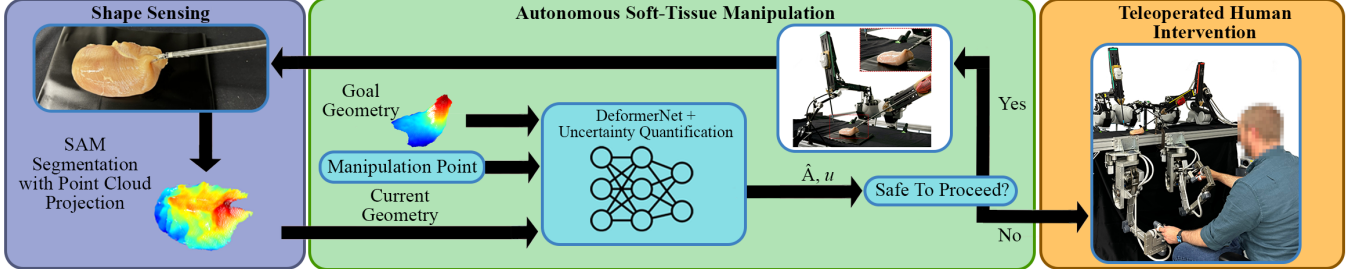 Shape Sensing
SAM
Segmentation
with Point Cloud
Projection
Autonomous Soft-Tissue Manipulation
Goal
Geometry
Manipulation Point
Current
Geometry
DeformerNet +
Uncertainty Quantification
Â, u
Safe To Proceed?
Yes
No
Teleoperated Human
Intervention